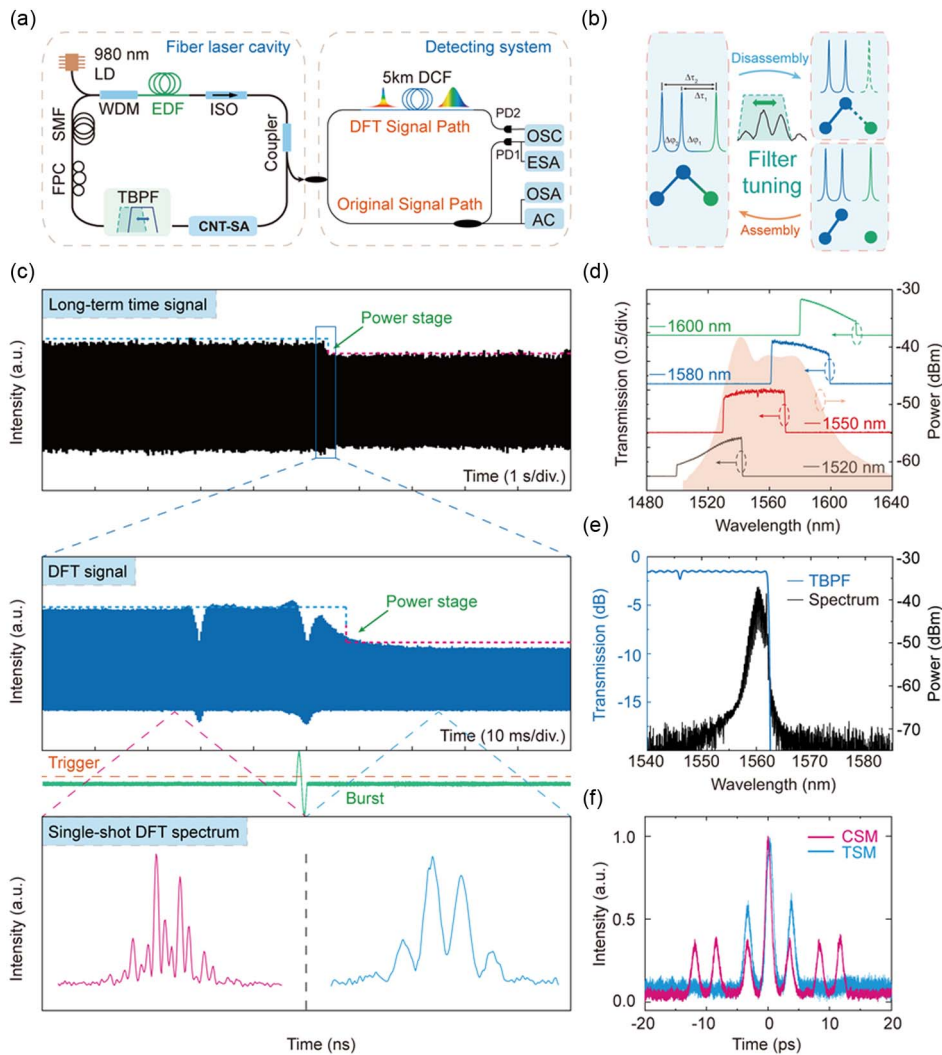 (a)
980 nm
LD
Fiber laser cavity
Detecting system
WDM
EDF
ISO
SMF
FPC
Coupler
TBPF
CNT-SA
5km DCF
DFT Signal Path
PD2
PD1
OSC
ESA
Original Signal Path
OSA
AC
(b)
Disassembly
Δτ₂
Δτ₁
Δφ₂
Δφ₁
Filter
tuning
Assembly
(c)
Long-term time signal
Power stage
Intensity (a.u.)
Time (1 s/div.)
DFT signal
Power stage
Intensity (a.u.)
Time (10 ms/div.)
Trigger
Burst
Single-shot DFT spectrum
Intensity (a.u.)
Time (ns)
(d)
Transmission (0.5/div.)
1600 nm
1580 nm
1550 nm
1520 nm
-30
-40
-50
-60
Power (dBm)
1480 1520 1560 1600 1640
Wavelength (nm)
(e)
0
-5
-10
-15
Transmission (dB)
TBPF
Spectrum
-30
-40
-50
-60
-70
Power (dBm)
1540 1550 1560 1570 1580
Wavelength (nm)
(f)
1.0
0.5
0.0
Intensity (a.u.)
CSM
TSM
-20 -10 0 10 20
Time (ps)